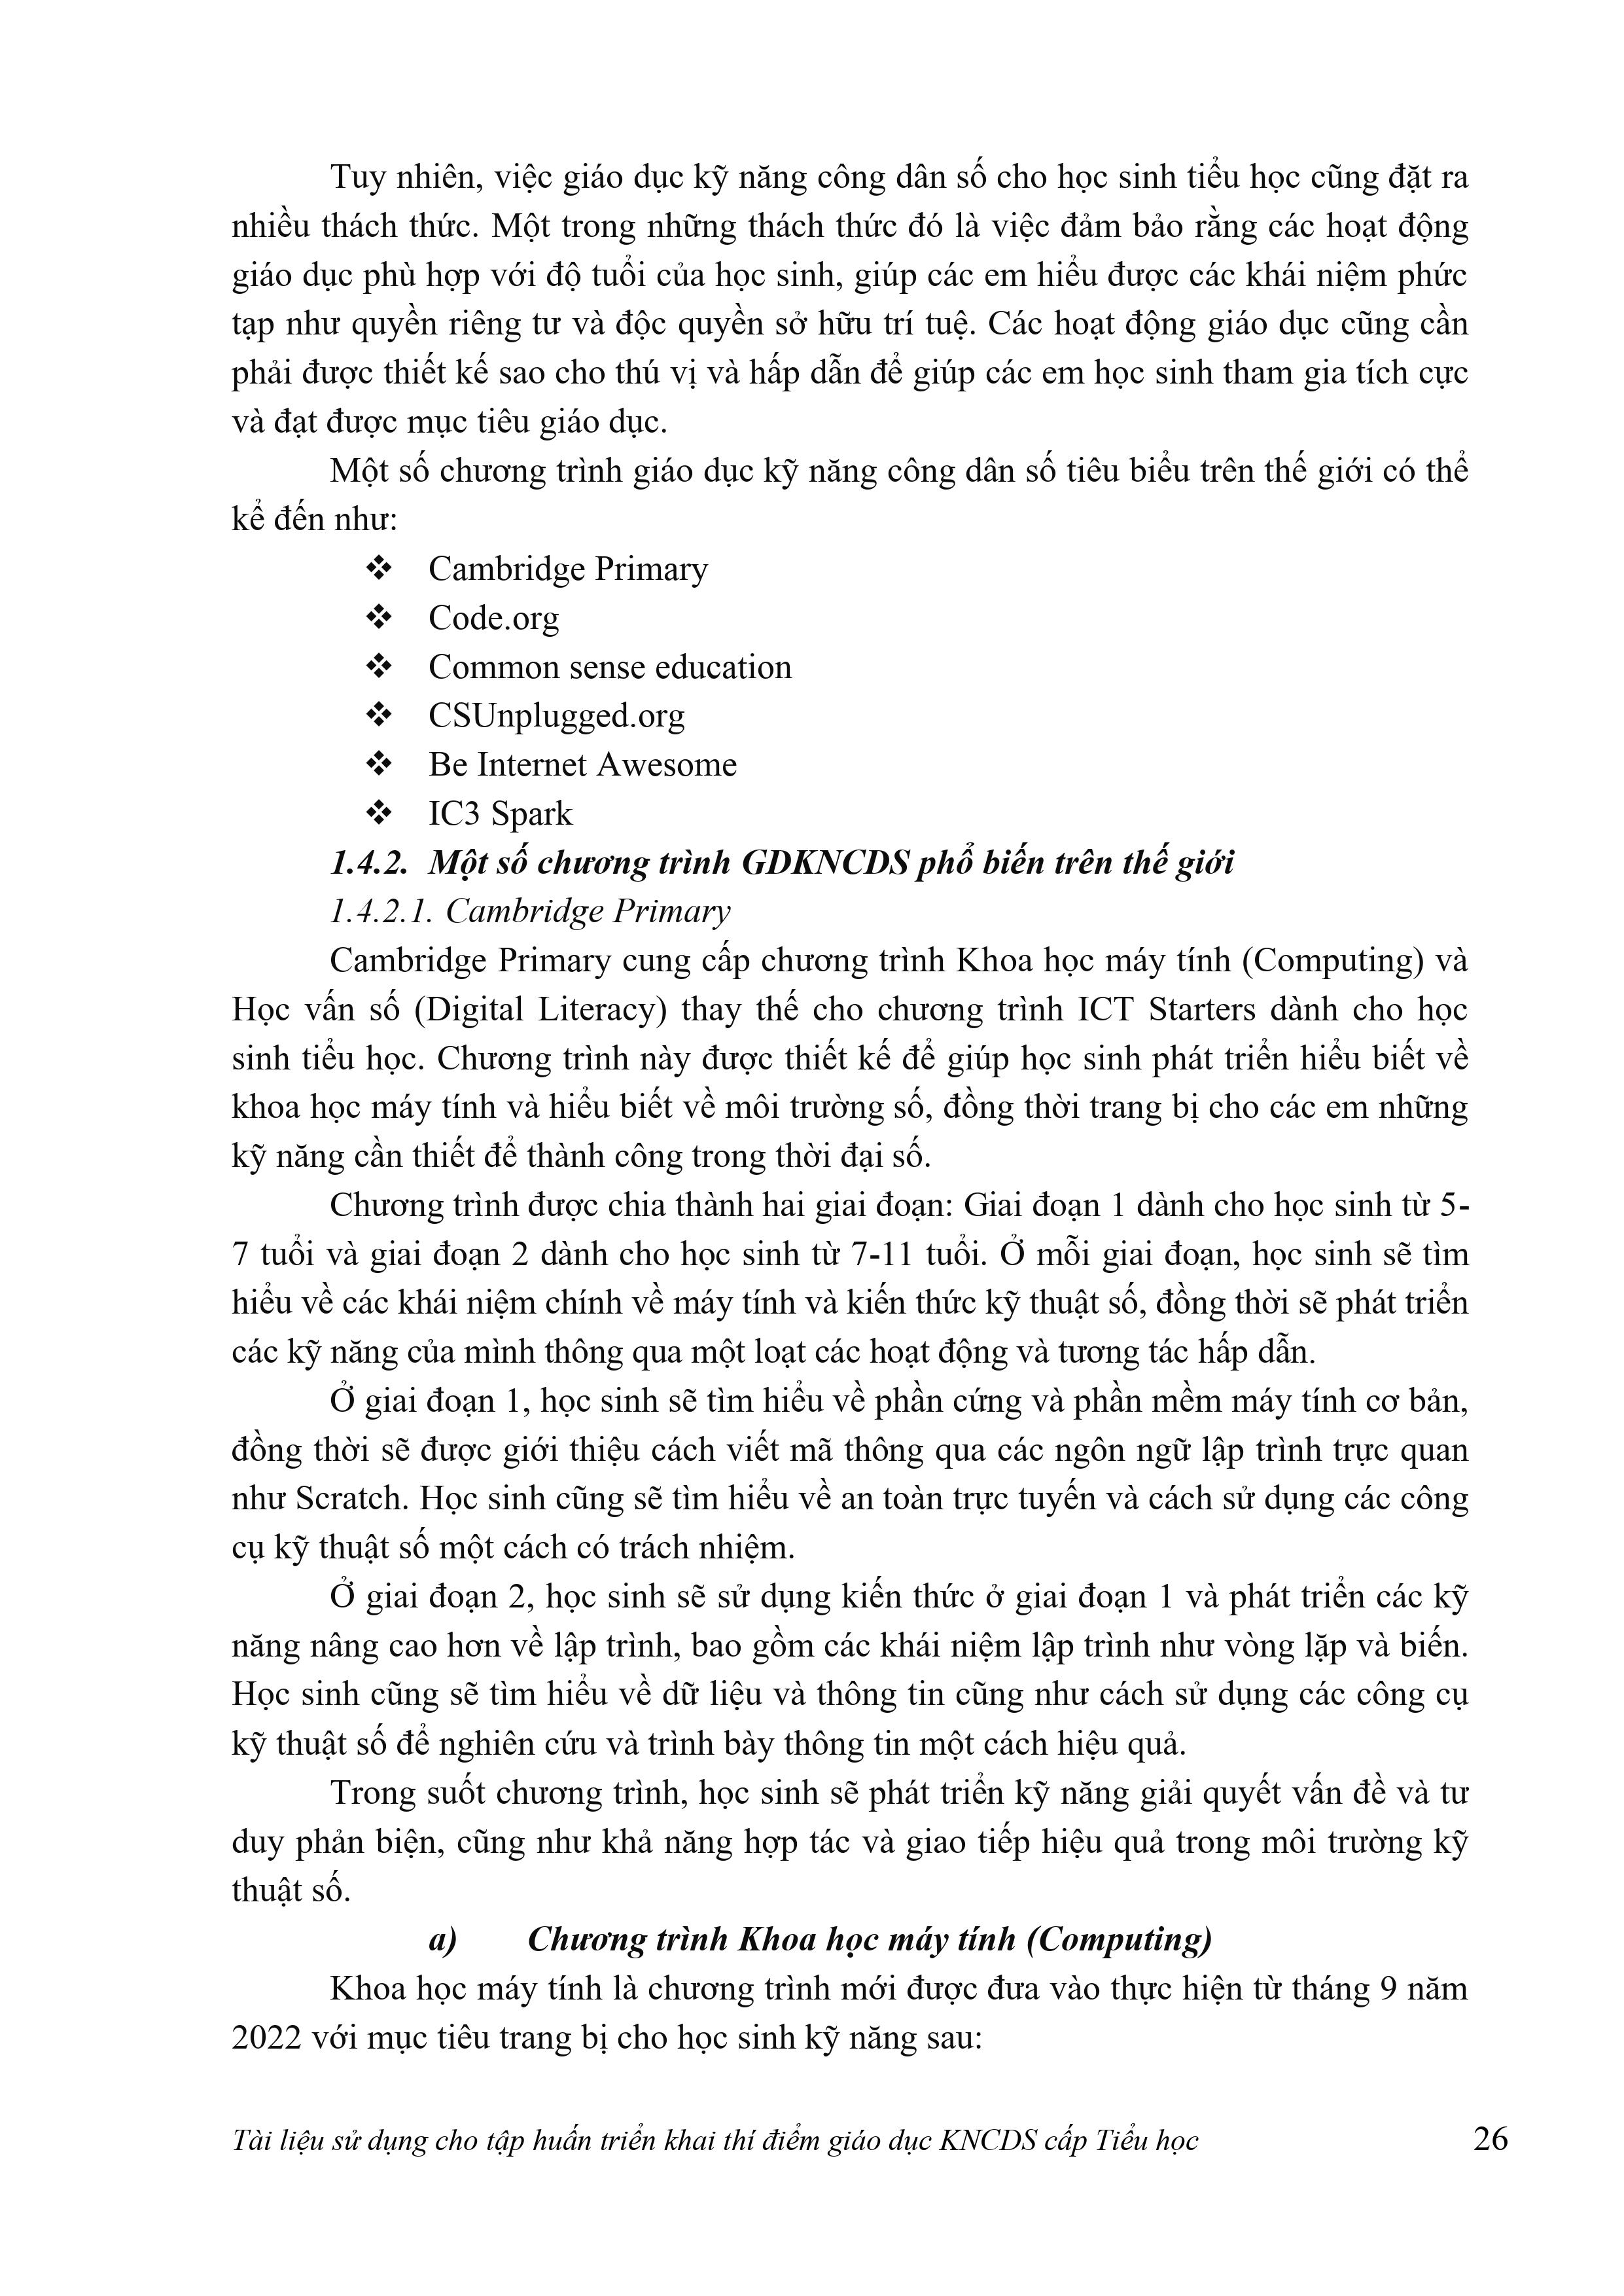 Tuy nhiên, việc giáo dục kỹ năng công dân số cho học sinh tiểu học cũng đặt ra
nhiều thách thức. Một trong những thách thức đó là việc đảm bảo rằng các hoạt động
giáo dục phù hợp với độ tuổi của học sinh, giúp các em hiểu được các khái niệm phức
tạp như quyền riêng tư và độc quyền sở hữu trí tuệ. Các hoạt động giáo dục cũng cần
phải được thiết kế sao cho thú vị và hấp dẫn để giúp các em học sinh tham gia tích cực
và đạt được mục tiêu giáo dục.
Một số chương trình giáo dục kỹ năng công dân số tiêu biểu trên thế giới có thể
kể đến như:
❖ Cambridge Primary
❖ Code.org
❖ Common sense education
❖ CSUnplugged.org
❖ Be Internet Awesome
❖ IC3 Spark
1.4.2. Một số chương trình GDKNCDS phổ biến trên thế giới
1.4.2.1. Cambridge Primary
Cambridge Primary cung cấp chương trình Khoa học máy tính (Computing) và
Học vấn số (Digital Literacy) thay thế cho chương trình ICT Starters dành cho học
sinh tiểu học. Chương trình này được thiết kế để giúp học sinh phát triển hiểu biết về
khoa học máy tính và hiểu biết về môi trường số, đồng thời trang bị cho các em những
kỹ năng cần thiết để thành công trong thời đại số.
Chương trình được chia thành hai giai đoạn: Giai đoạn 1 dành cho học sinh từ 5-
7 tuổi và giai đoạn 2 dành cho học sinh từ 7-11 tuổi. Ở mỗi giai đoạn, học sinh sẽ tìm
hiểu về các khái niệm chính về máy tính và kiến thức kỹ thuật số, đồng thời sẽ phát triển
các kỹ năng của mình thông qua một loạt các hoạt động và tương tác hấp dẫn.
Ở giai đoạn 1, học sinh sẽ tìm hiểu về phần cứng và phần mềm máy tính cơ bản,
đồng thời sẽ được giới thiệu cách viết mã thông qua các ngôn ngữ lập trình trực quan
như Scratch. Học sinh cũng sẽ tìm hiểu về an toàn trực tuyến và cách sử dụng các công
cụ kỹ thuật số một cách có trách nhiệm.
Ở giai đoạn 2, học sinh sẽ sử dụng kiến thức ở giai đoạn 1 và phát triển các kỹ
năng nâng cao hơn về lập trình, bao gồm các khái niệm lập trình như vòng lặp và biến.
Học sinh cũng sẽ tìm hiểu về dữ liệu và thông tin cũng như cách sử dụng các công cụ
kỹ thuật số để nghiên cứu và trình bày thông tin một cách hiệu quả.
Trong suốt chương trình, học sinh sẽ phát triển kỹ năng giải quyết vấn đề và tư
duy phản biện, cũng như khả năng hợp tác và giao tiếp hiệu quả trong môi trường kỹ
thuật số.
a) Chương trình Khoa học máy tính (Computing)
Khoa học máy tính là chương trình mới được đưa vào thực hiện từ tháng 9 năm
2022 với mục tiêu trang bị cho học sinh kỹ năng sau:
Tài liệu sử dụng cho tập huấn triển khai thí điểm giáo dục KNCDS cấp Tiểu học 26